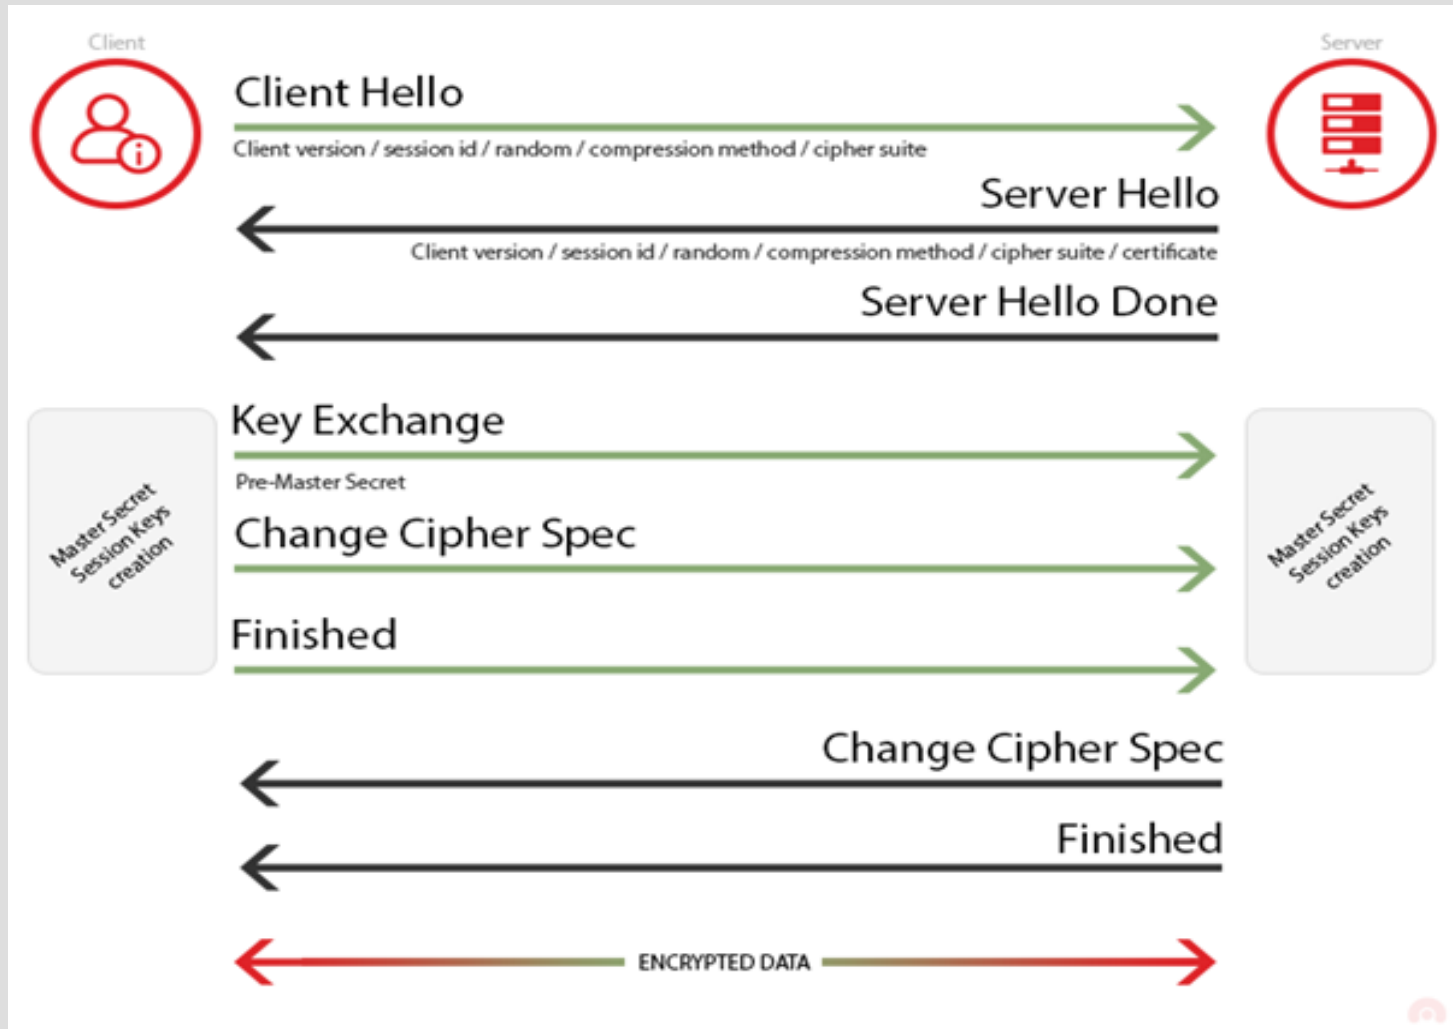 Client
Server
Client Hello
Client version / session id / random / compression method / cipher suite
Server Hello
Client version / session id / random / compression method / cipher suite / certificate
Server Hello Done
Key Exchange
Pre-Master Secret
Change Cipher Spec
Finished
Master Secret
Session Keys
creation
Master Secret
Session Keys
creation
Change Cipher Spec
Finished
ENCRYPTED DATA